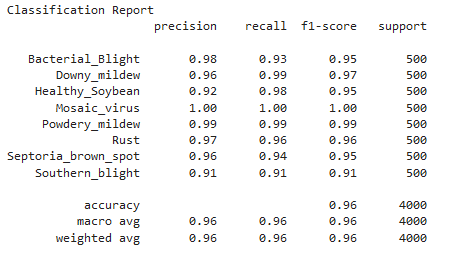 Classification Report
precision recall f1-score support
Bacterial_Blight 0.98 0.93 0.95 500
Downy_mildew 0.96 0.99 0.97 500
Healthy_Soybean 0.92 0.98 0.95 500
Mosaic_virus 1.00 1.00 1.00 500
Powdery_mildew 0.99 0.99 0.99 500
Rust 0.97 0.96 0.96 500
Septoria_brown_spot 0.96 0.94 0.95 500
Southern_blight 0.91 0.91 0.91 500
accuracy 0.96 4000
macro avg 0.96 0.96 0.96 4000
weighted avg 0.96 0.96 0.96 4000